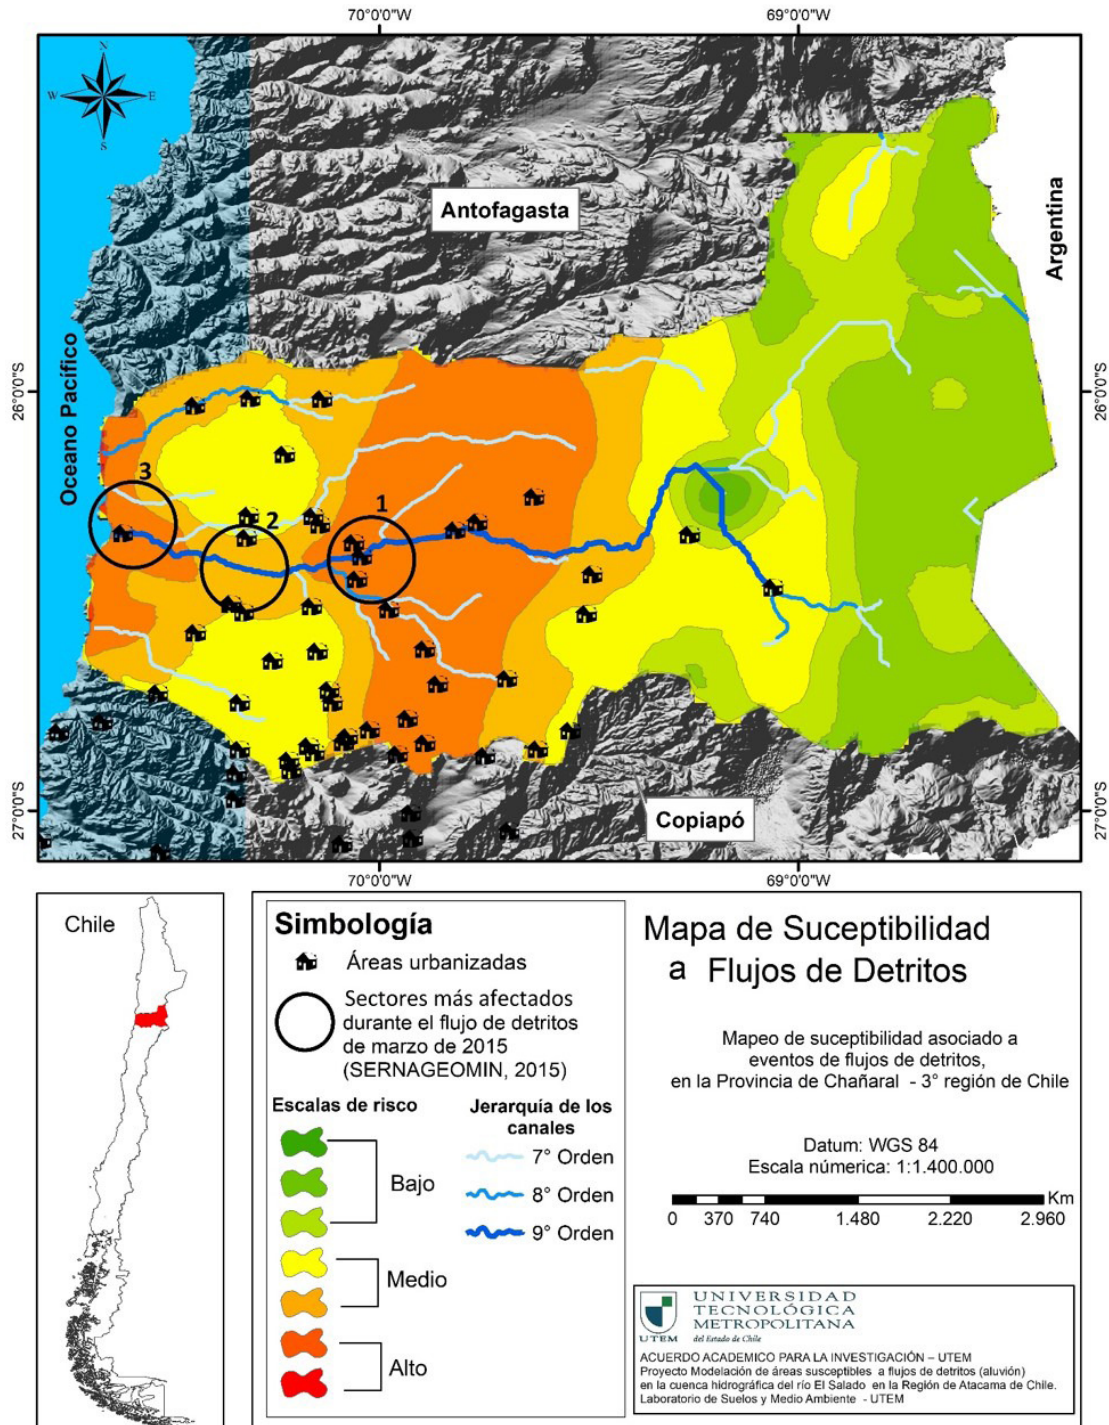 70°0'0"W
69°0'0"W
N
W
E
S
Antofagasta
Argentina
Oceano Pacífico
26°0'0"S
26°0'0"S
3
2
1
27°0'0"S
27°0'0"S
Copiapó
70°0'0"W
69°0'0"W
Chile
Simbología
Áreas urbanizadas
Sectores más afectados
durante el flujo de detritos
de marzo de 2015
(SERNAGEOMIN, 2015)
Escalas de risco
Bajo
Medio
Alto
Jerarquía de los
canales
7° Orden
8° Orden
9° Orden
Mapa de Suceptibilidad
a Flujos de Detritos
Mapeo de suceptibilidad asociado a
eventos de flujos de detritos,
en la Provincia de Chañaral - 3° región de Chile
Datum: WGS 84
Escala númerica: 1:1.400.000
Km
0 370 740 1.480 2.220 2.960
UTEM
UNIVERSIDAD
TECNOLÓGICA
METROPOLITANA
del Estado de Chile
ACUERDO ACADEMICO PARA LA INVESTIGACIÓN – UTEM
Proyecto Modelación de áreas susceptibles a flujos de detritos (aluvión)
en la cuenca hidrográfica del río El Salado en la Región de Atacama de Chile.
Laboratorio de Suelos y Medio Ambiente - UTEM